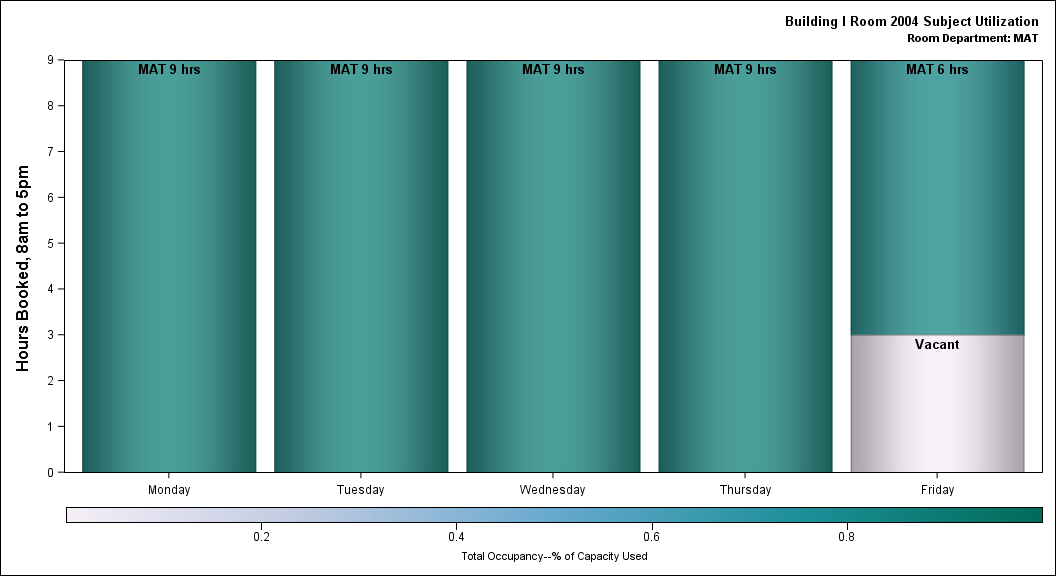 Building I Room 2004 Subject Utilization
Room Department: MAT
Hours Booked, 8am to 5pm
9
8
7
6
5
4
3
2
1
0
MAT 9 hrs
MAT 9 hrs
MAT 9 hrs
MAT 9 hrs
MAT 6 hrs
Vacant
Monday
Tuesday
Wednesday
Thursday
Friday
0.2
0.4
0.6
0.8
Total Occupancy--% of Capacity Used